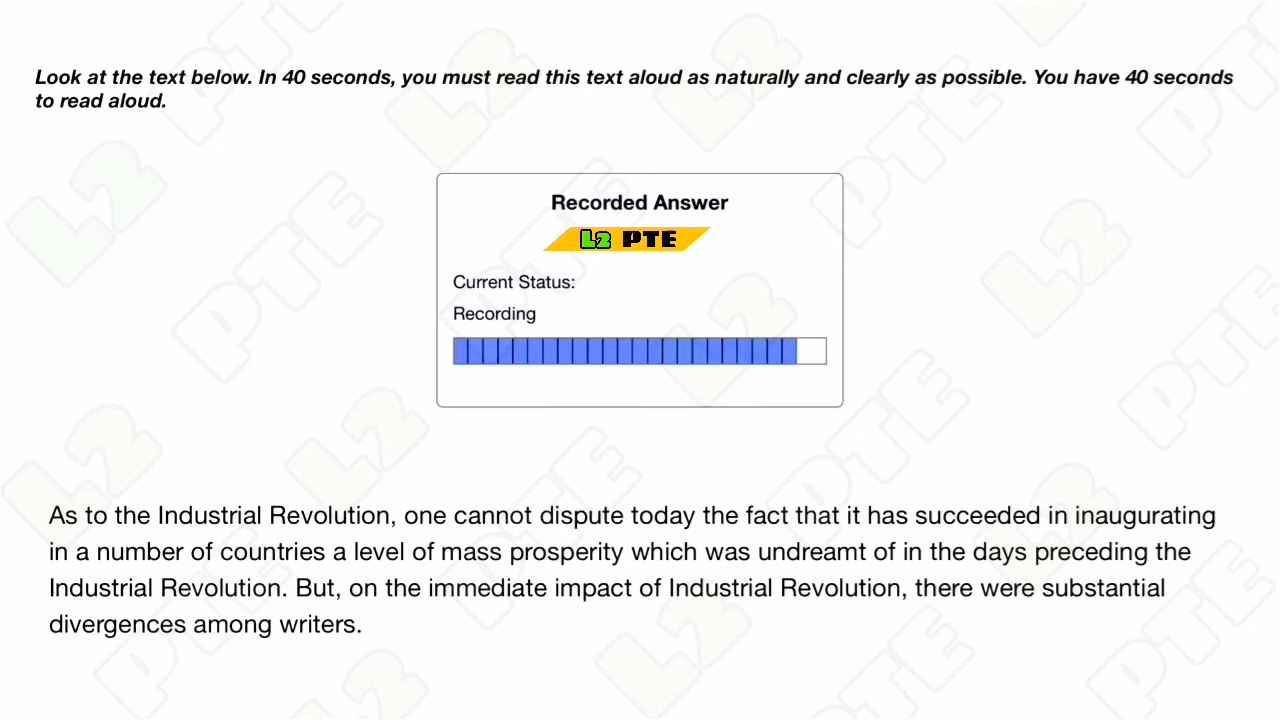 Look at the text below. In 40 seconds, you must read this text aloud as naturally and clearly as possible. You have 40 seconds
to read aloud.
Recorded Answer
L2 PTE
Current Status:
Recording
As to the Industrial Revolution, one cannot dispute today the fact that it has succeeded in inaugurating
in a number of countries a level of mass prosperity which was undreamt of in the days preceding the
Industrial Revolution. But, on the immediate impact of Industrial Revolution, there were substantial
divergences among writers.